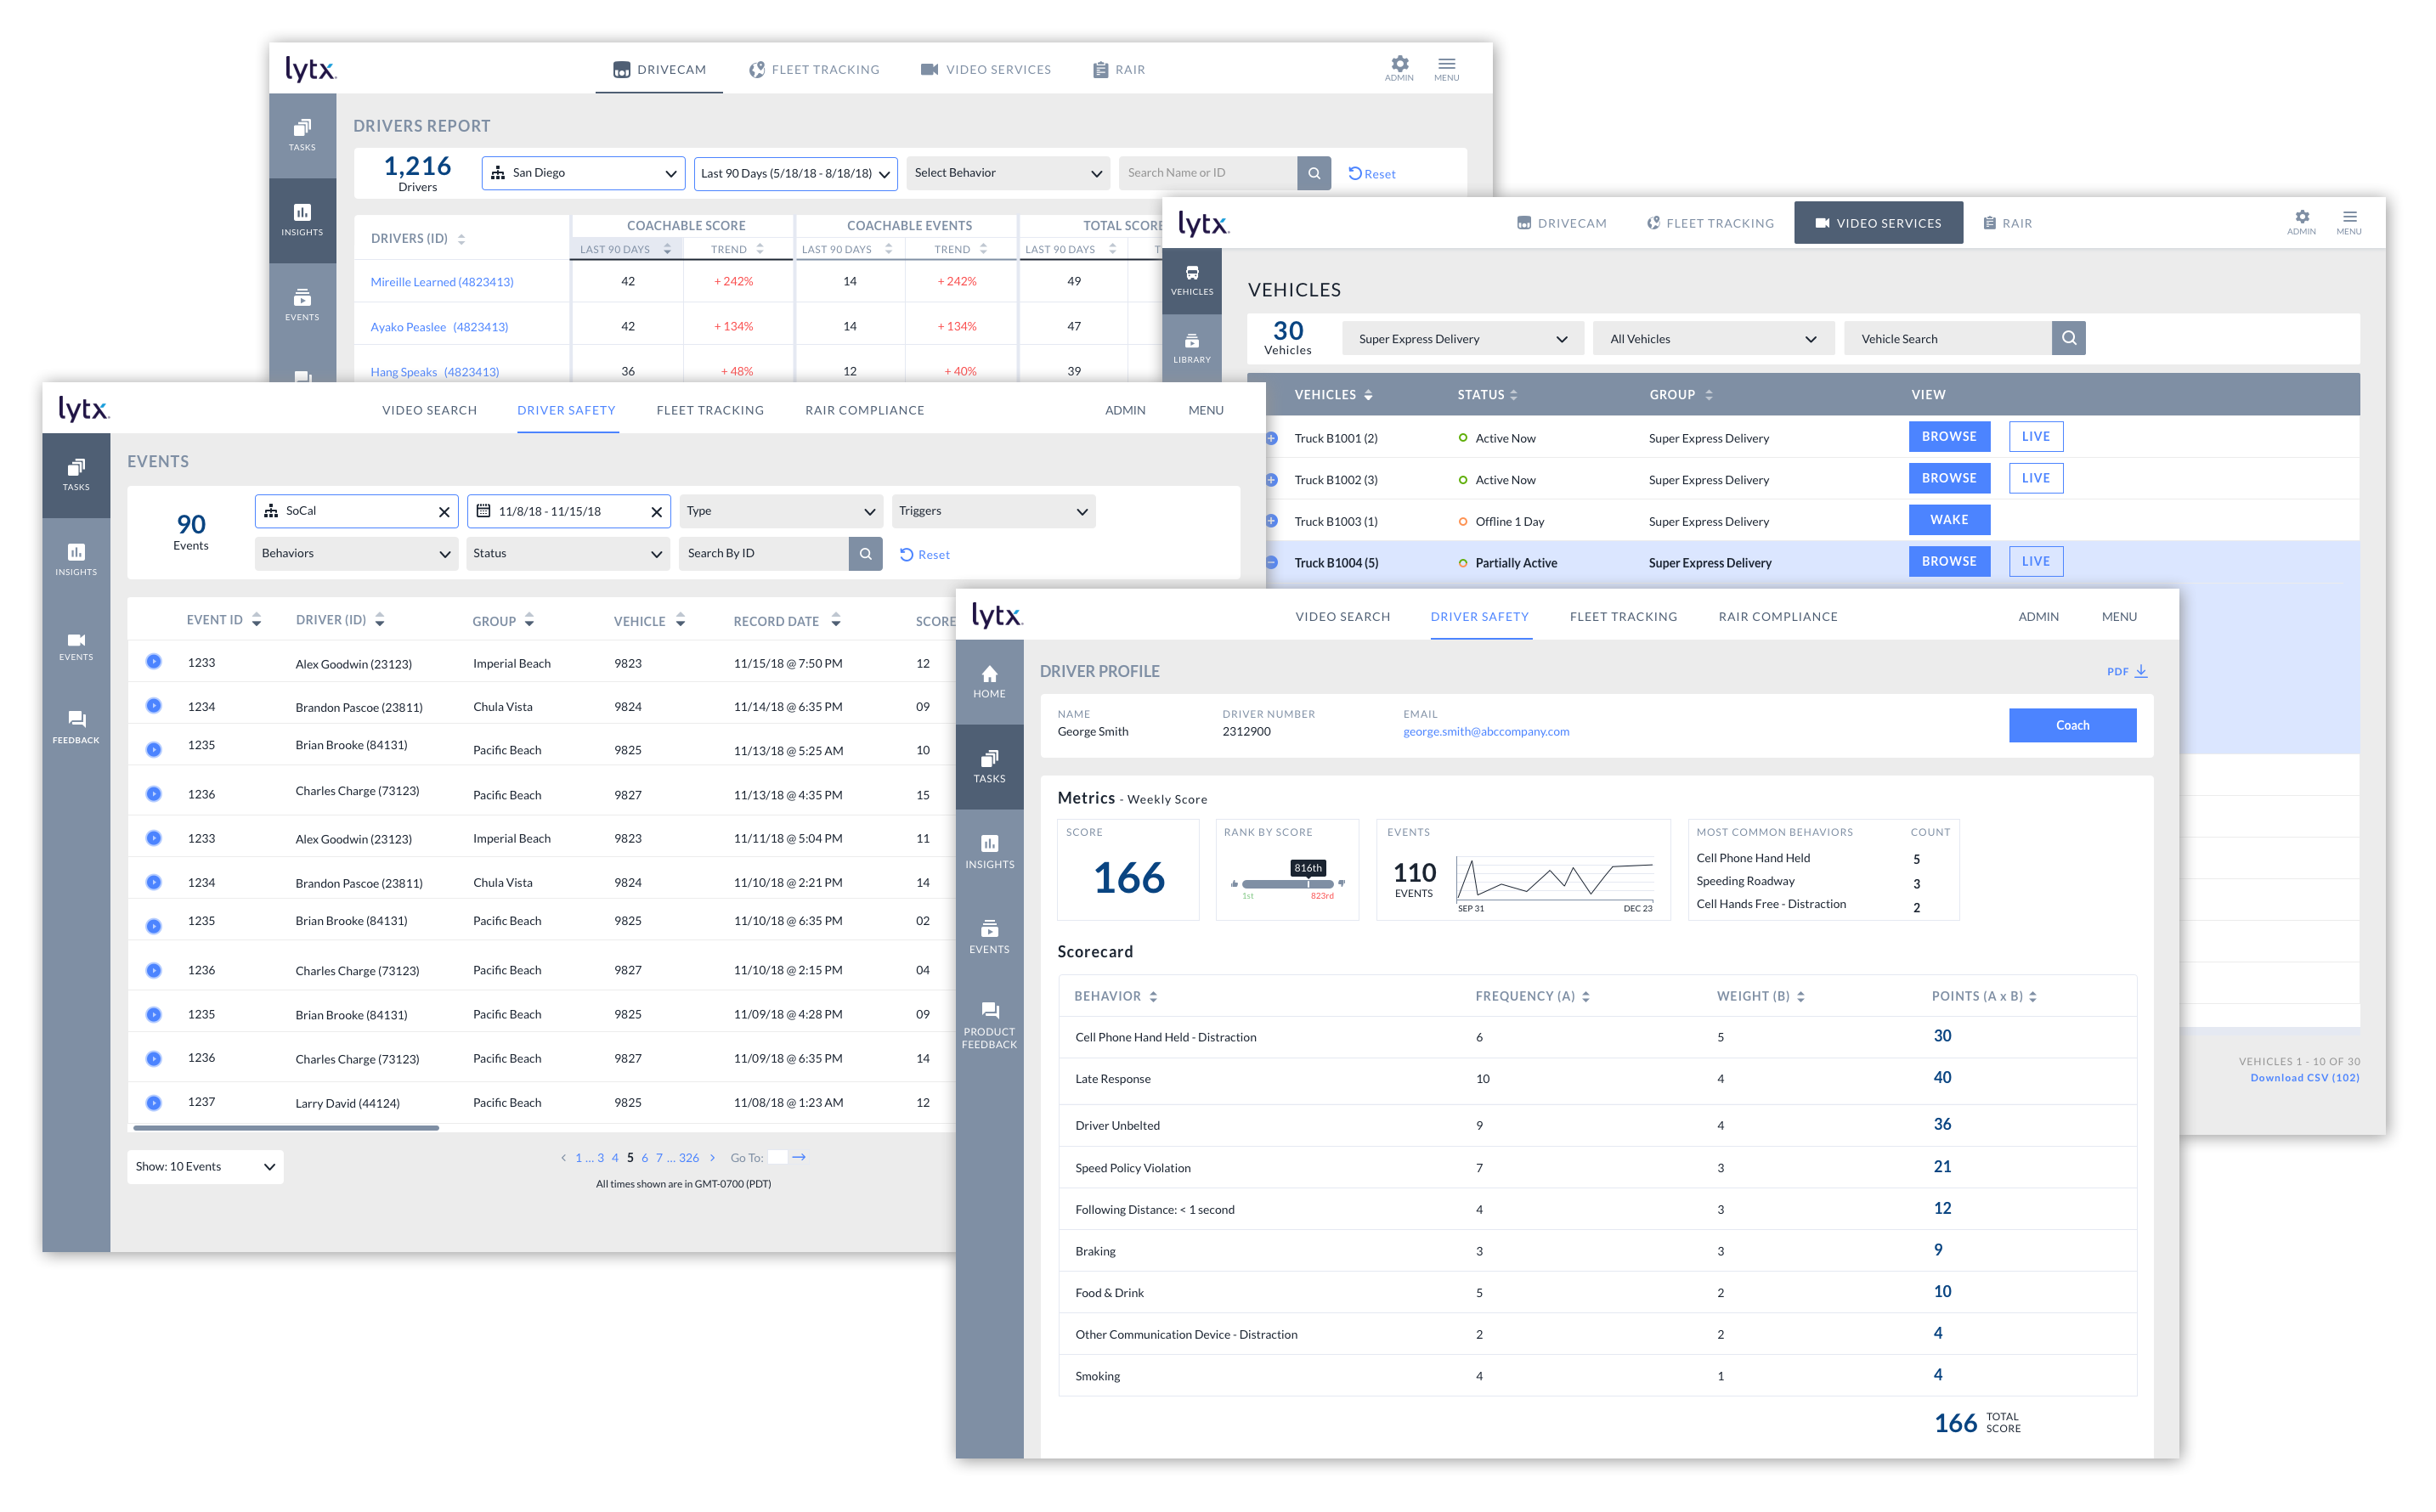 lytx
DRIVECAM FLEET TRACKING VIDEO SERVICES RAIR
ADMIN MENU
TASKS
INSIGHTS
EVENTS
DRIVERS REPORT
1,216
Drivers
San Diego Last 90 Days (5/18/18 - 8/18/18) Select Behavior Search Name or ID Reset
DRIVERS (ID) COACHABLE SCORE COACHABLE EVENTS TOTAL SCORE
LAST 90 DAYS TREND LAST 90 DAYS TREND LAST 90 DAYS T
Mireille Learned (4823413) 42 +242% 14 +242% 49
Ayako Peaslee (4823413) 42 +134% 14 +134% 47
Hang Speaks (4823413) 36 +48% 12 +40% 39
lytx
DRIVECAM FLEET TRACKING VIDEO SERVICES RAIR
ADMIN MENU
VEHICLES
LIBRARY
VEHICLES
30
Vehicles
Super Express Delivery All Vehicles Vehicle Search
VEHICLES STATUS GROUP VIEW
Truck B1001 (2) Active Now Super Express Delivery BROWSE LIVE
Truck B1002 (3) Active Now Super Express Delivery BROWSE LIVE
Truck B1003 (1) Offline 1 Day Super Express Delivery WAKE
Truck B1004 (5) Partially Active Super Express Delivery BROWSE LIVE
VEHICLES 1 - 10 OF 30
Download CSV (102)
lytx
VIDEO SEARCH DRIVER SAFETY FLEET TRACKING RAIR COMPLIANCE ADMIN MENU
TASKS
INSIGHTS
EVENTS
FEEDBACK
EVENTS
90
Events
SoCal 11/8/18 - 11/15/18 Type Triggers
Behaviors Status Search By ID Reset
EVENT ID DRIVER (ID) GROUP VEHICLE RECORD DATE SCORE
1233 Alex Goodwin (23123) Imperial Beach 9823 11/15/18 @ 7:50 PM 12
1234 Brandon Pascoe (23811) Chula Vista 9824 11/14/18 @ 6:35 PM 09
1235 Brian Brooke (84131) Pacific Beach 9825 11/13/18 @ 5:25 AM 10
1236 Charles Charge (73123) Pacific Beach 9827 11/13/18 @ 4:35 PM 15
1233 Alex Goodwin (23123) Imperial Beach 9823 11/11/18 @ 5:04 PM 11
1234 Brandon Pascoe (23811) Chula Vista 9824 11/10/18 @ 2:21 PM 14
1235 Brian Brooke (84131) Pacific Beach 9825 11/10/18 @ 6:35 PM 02
1236 Charles Charge (73123) Pacific Beach 9827 11/10/18 @ 2:15 PM 04
1235 Brian Brooke (84131) Pacific Beach 9825 11/09/18 @ 4:28 PM 09
1236 Charles Charge (73123) Pacific Beach 9827 11/09/18 @ 6:35 PM 14
1237 Larry David (44124) Pacific Beach 9825 11/08/18 @ 1:23 AM 12
Show: 10 Events
< 1 ... 3 4 5 6 7 ... 326 > Go To:
All times shown are in GMT-0700 (PDT)
lytx
VIDEO SEARCH DRIVER SAFETY FLEET TRACKING RAIR COMPLIANCE ADMIN MENU
HOME
TASKS
INSIGHTS
EVENTS
PRODUCT
FEEDBACK
DRIVER PROFILE PDF
NAME DRIVER NUMBER EMAIL
George Smith 2312900 george.smith@abccompany.com
Coach
Metrics - Weekly Score
SCORE
166
RANK BY SCORE
816th
1st 823rd
EVENTS
110
EVENTS
SEP 31 DEC 23
MOST COMMON BEHAVIORS COUNT
Cell Phone Hand Held 5
Speeding Roadway 3
Cell Hands Free - Distraction 2
Scorecard
BEHAVIOR FREQUENCY (A) WEIGHT (B) POINTS (A x B)
Cell Phone Hand Held - Distraction 6 5 30
Late Response 10 4 40
Driver Unbelted 9 4 36
Speed Policy Violation 7 3 21
Following Distance: < 1 second 4 3 12
Braking 3 3 9
Food & Drink 5 2 10
Other Communication Device - Distraction 2 2 4
Smoking 4 1 4
166 TOTAL
SCORE